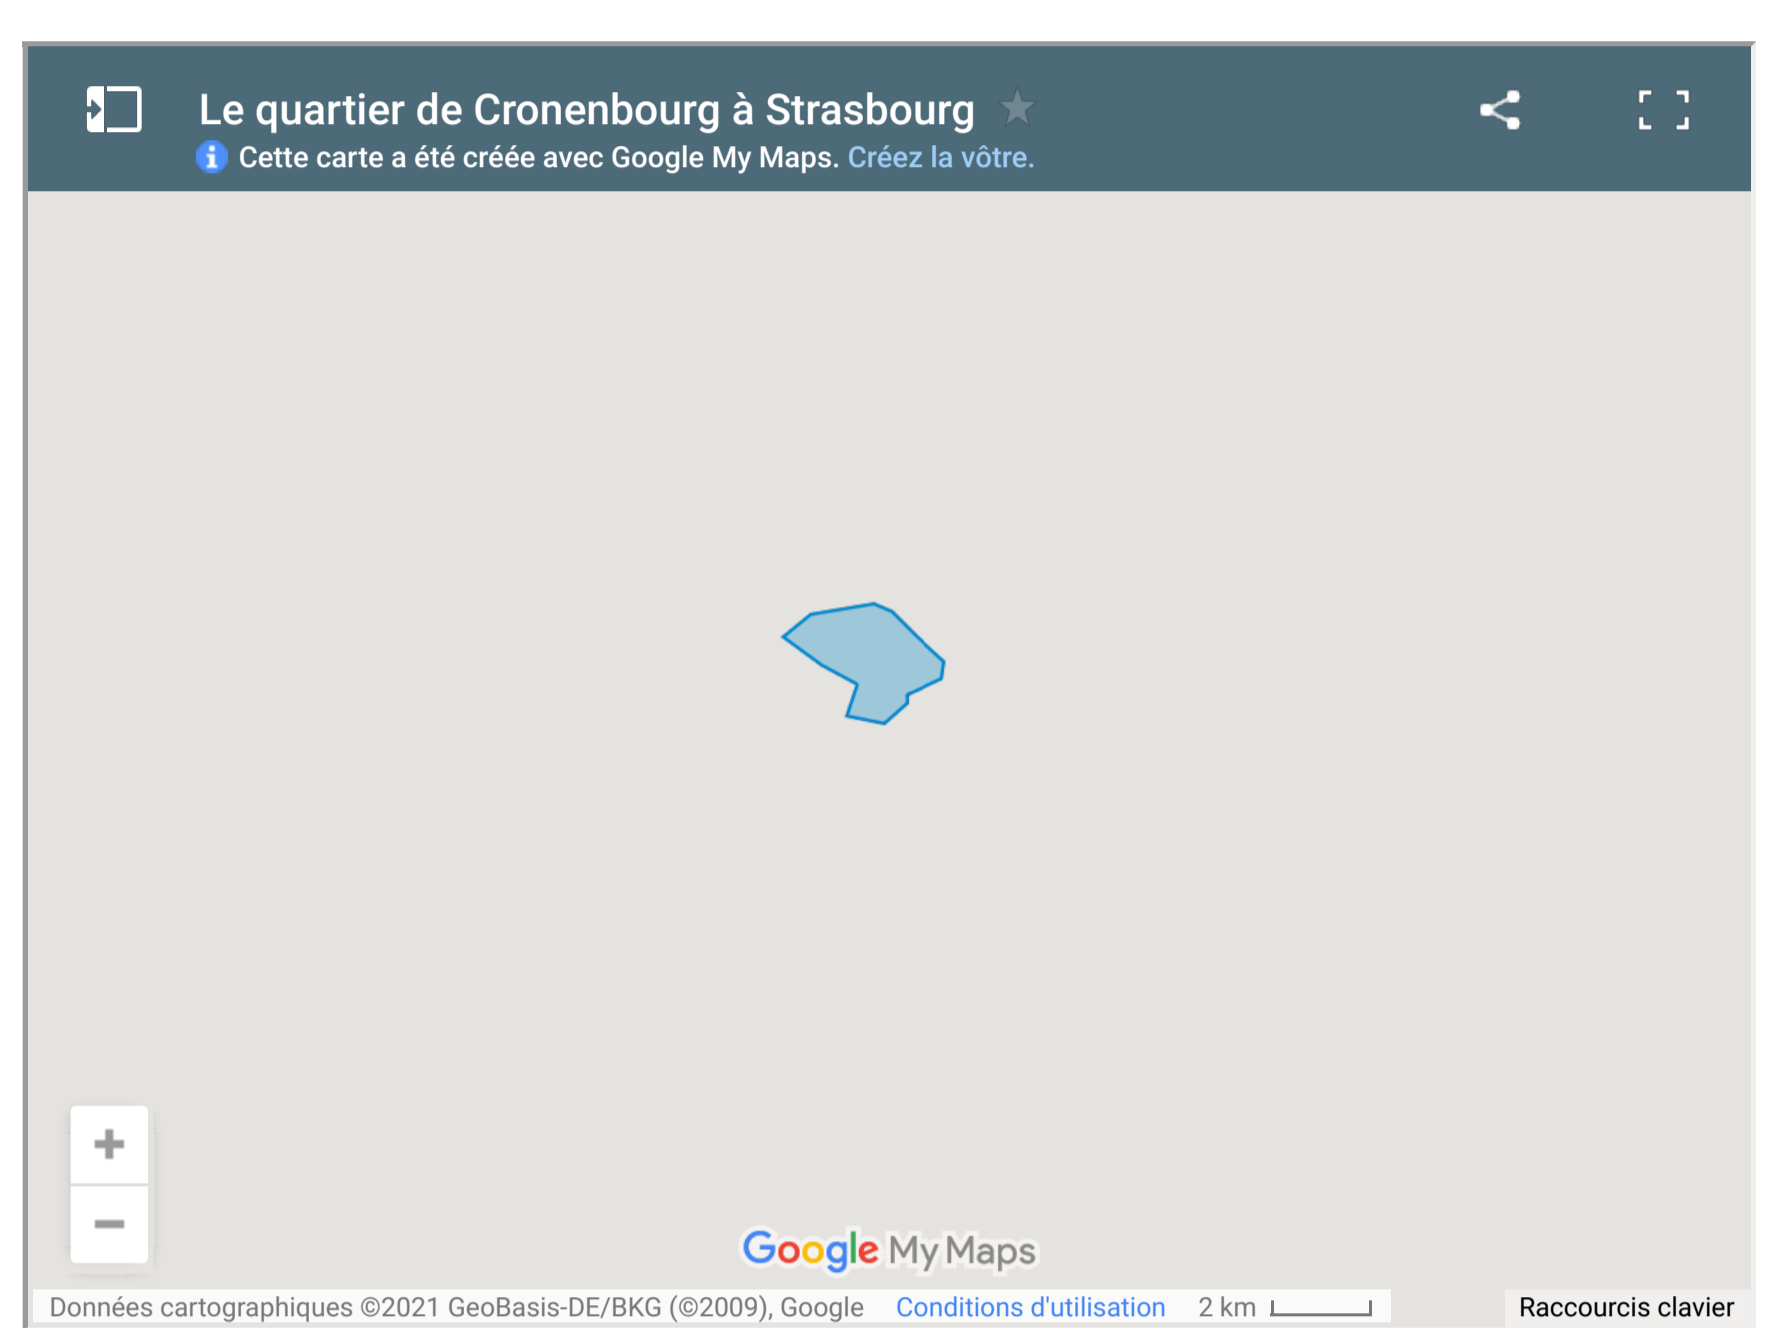 Le quartier de Cronenbourg à Strasbourg
Cette carte a été créée avec Google My Maps. Créez la vôtre.
Google My Maps
Données cartographiques ©2021 GeoBasis-DE/BKG (©2009), Google Conditions d'utilisation 2 km Raccourcis clavier